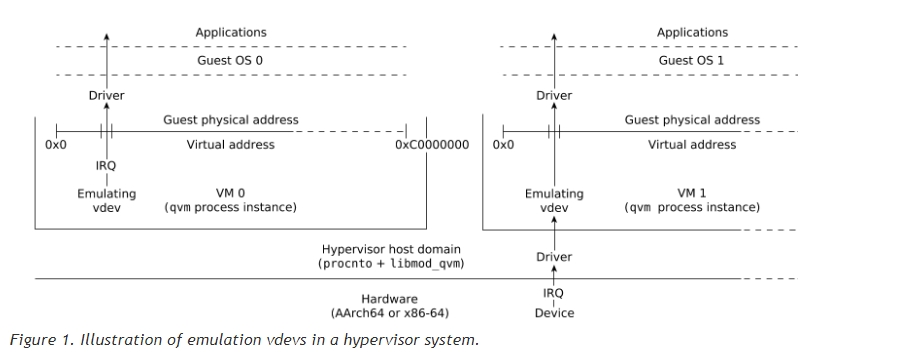 Applications
Applications
Guest OS 0
Guest OS 1
Driver
Driver
Guest physical address
Guest physical address
0x0
Virtual address
0xC0000000
0x0
Virtual address
IRQ
Emulating
vdev
VM 0
(qvm process instance)
Emulating
vdev
VM 1
(qvm process instance)
Hypervisor host domain
(procnto + libmod_qvm)
Driver
Hardware
(AArch64 or x86-64)
IRQ
Device
Figure 1. Illustration of emulation vdevs in a hypervisor system.